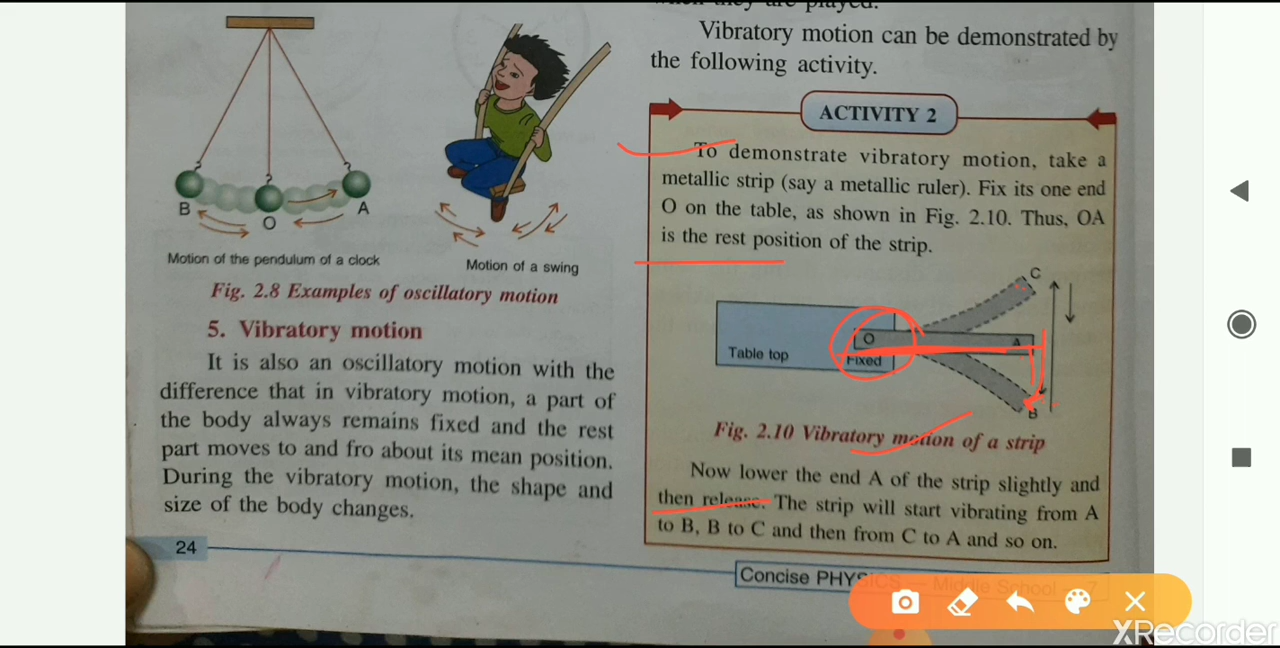 when they are played.
Vibratory motion can be demonstrated by
the following activity.
ACTIVITY 2
To demonstrate vibratory motion, take a
metallic strip (say a metallic ruler). Fix its one end
O on the table, as shown in Fig. 2.10. Thus, OA
is the rest position of the strip.
C
O
A
Table top
Fixed
B
Fig. 2.10 Vibratory motion of a strip
Now lower the end A of the strip slightly and
then release. The strip will start vibrating from A
to B, B to C and then from C to A and so on.
B
O
A
Motion of the pendulum of a clock
Motion of a swing
Fig. 2.8 Examples of oscillatory motion
5. Vibratory motion
It is also an oscillatory motion with the
difference that in vibratory motion, a part of
the body always remains fixed and the rest
part moves to and fro about its mean position.
During the vibratory motion, the shape and
size of the body changes.
24
Concise PHYSICS — Middle School - 7
XRecorder